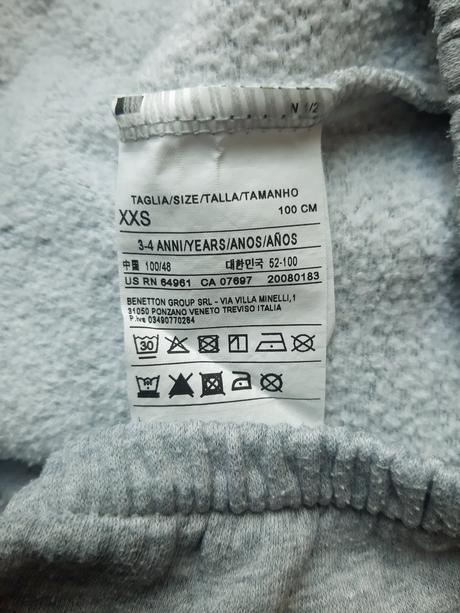 N 1/2
TAGLIA/SIZE/TALLA/TAMANHO
XXS 100 CM
3-4 ANNI/YEARS/ANOS/AÑOS
中國 100/48 대한민국 52-100
US RN 64961 CA 07697 20080183
BENETTON GROUP SRL - VIA VILLA MINELLI,1
31050 PONZANO VENETO TREVISO ITALIA
P.iva 03490770264
30